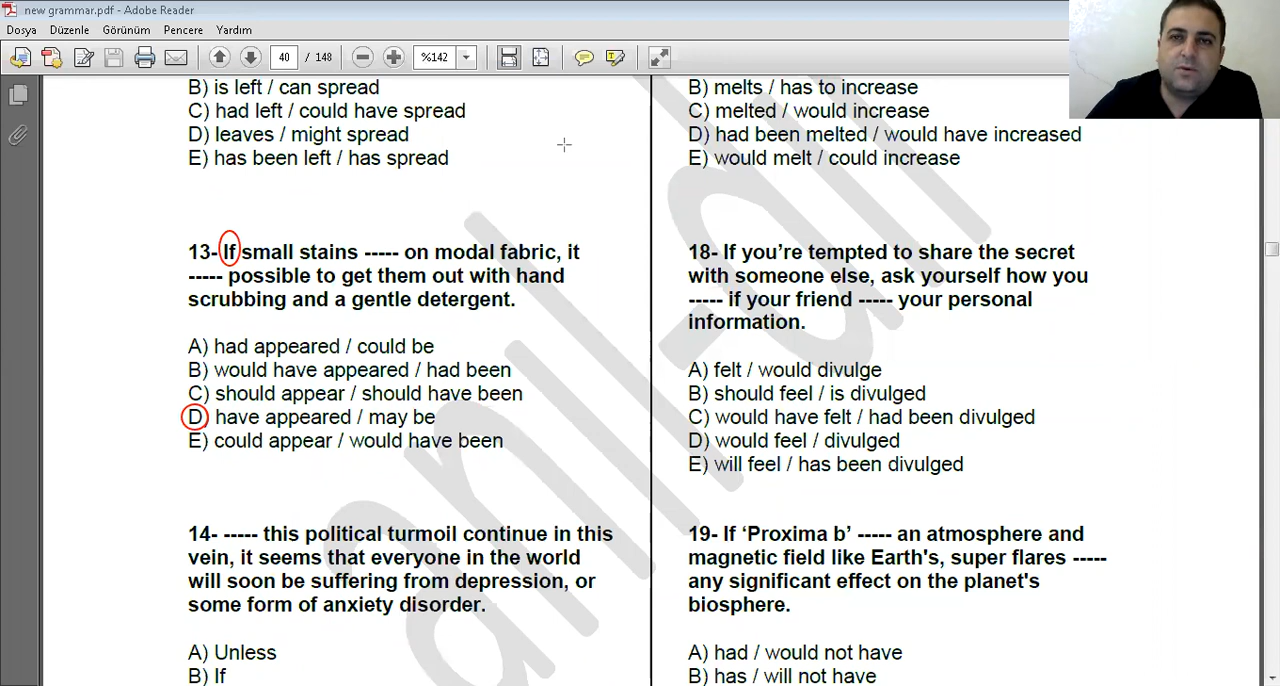 new grammar.pdf - Adobe Reader
Dosya Düzenle Görünüm Pencere Yardım
40 / 148 %142
B) is left / can spread
C) had left / could have spread
D) leaves / might spread
E) has been left / has spread
13- If small stains ----- on modal fabric, it
----- possible to get them out with hand
scrubbing and a gentle detergent.
A) had appeared / could be
B) would have appeared / had been
C) should appear / should have been
D) have appeared / may be
E) could appear / would have been
14- ----- this political turmoil continue in this
vein, it seems that everyone in the world
will soon be suffering from depression, or
some form of anxiety disorder.
A) Unless
B) If
B) melts / has to increase
C) melted / would increase
D) had been melted / would have increased
E) would melt / could increase
18- If you're tempted to share the secret
with someone else, ask yourself how you
----- if your friend ----- your personal
information.
A) felt / would divulge
B) should feel / is divulged
C) would have felt / had been divulged
D) would feel / divulged
E) will feel / has been divulged
19- If ‘Proxima b’ ----- an atmosphere and
magnetic field like Earth's, super flares -----
any significant effect on the planet's
biosphere.
A) had / would not have
B) has / will not have